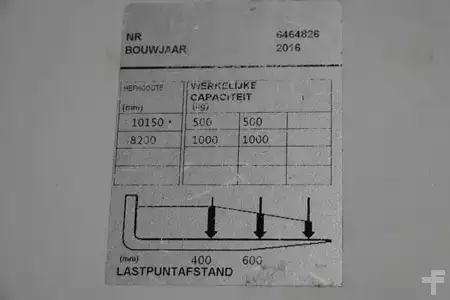 NR 6464826
BOUWJAAR 2016
HEFHOOGTE WERKELIJKE
CAPACITEIT
(mm) (kg)
10150 500 500
8200 1000 1000
(mm) 400 600
LASTPUNTAFSTAND